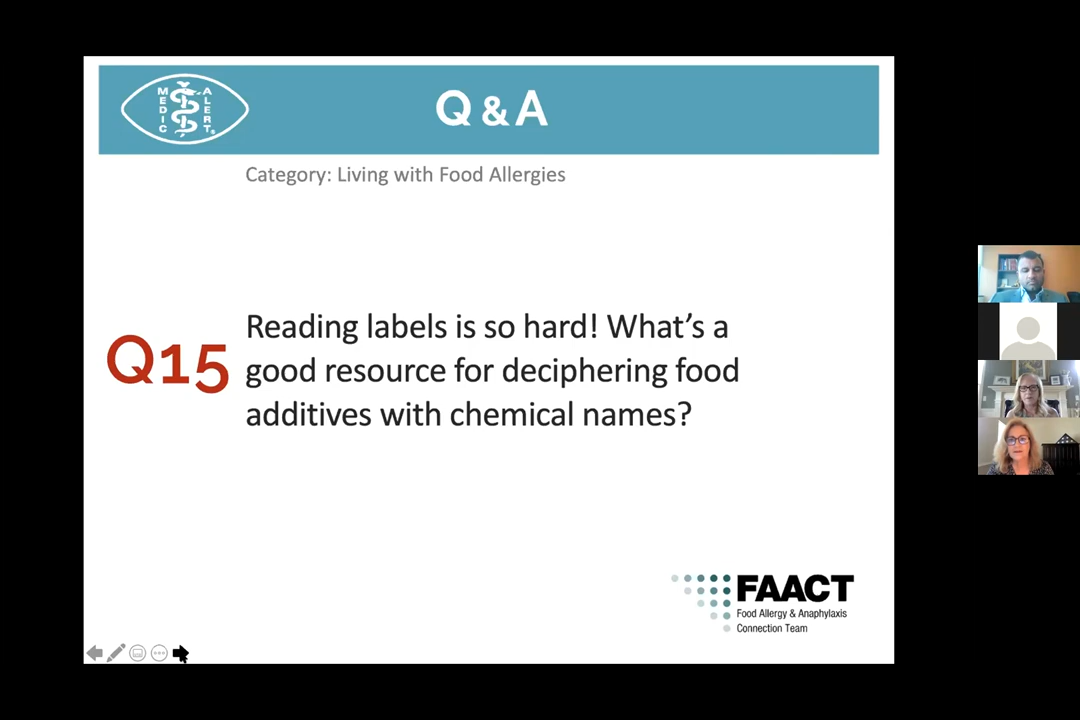 MEDIC ALERT®
Q & A
Category: Living with Food Allergies
Q15
Reading labels is so hard! What's a
good resource for deciphering food
additives with chemical names?
FAACT
Food Allergy & Anaphylaxis
Connection Team